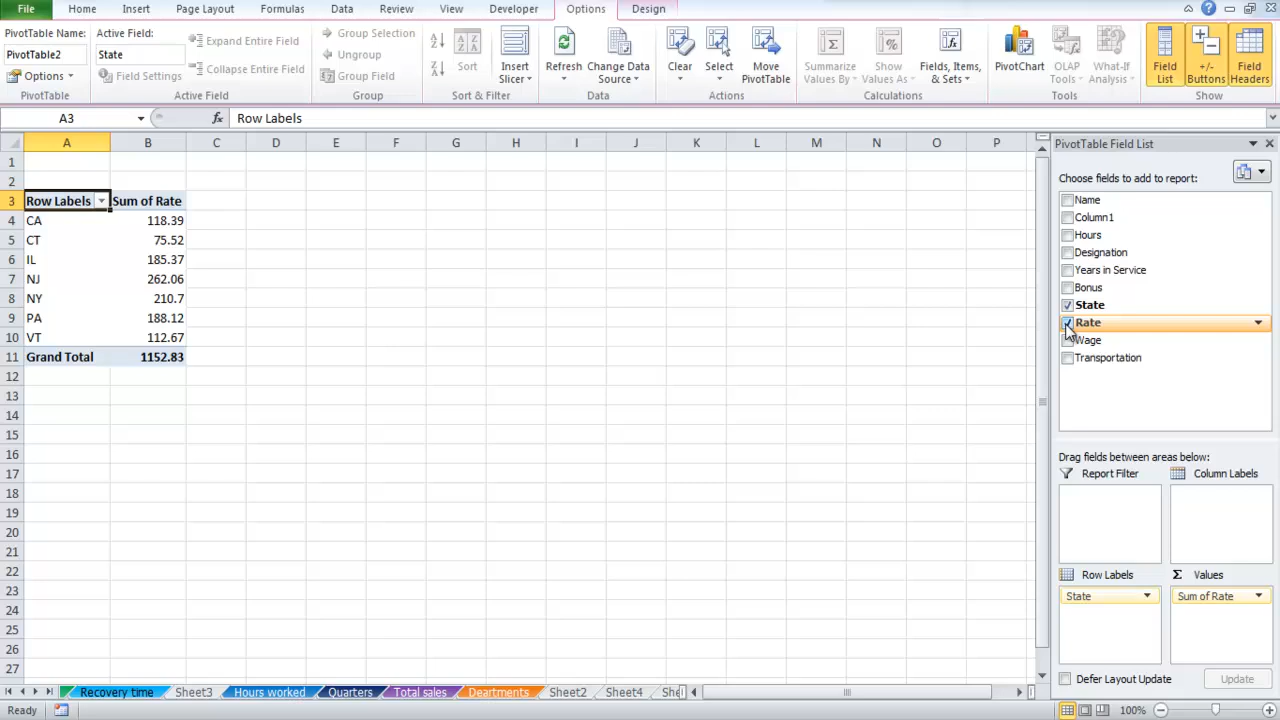 File Home Insert Page Layout Formulas Data Review View Developer Options Design
PivotTable Name: Active Field:
PivotTable2 State
Options Field Settings
Expand Entire Field
Collapse Entire Field
Group Selection
Ungroup
Group Field
Sort
Insert Slicer
Refresh Change Data Source
Clear Select Move PivotTable
Summarize Values By Show Values As Fields, Items, & Sets
PivotChart OLAP Tools What-If Analysis
Field List +/- Buttons Field Headers
PivotTable Active Field Group Sort & Filter Data Actions Calculations Tools Show
A3 fx Row Labels
A B C D E F G H I J K L M N O P
1
2
3 Row Labels Sum of Rate
4 CA 118.39
5 CT 75.52
6 IL 185.37
7 NJ 262.06
8 NY 210.7
9 PA 188.12
10 VT 112.67
11 Grand Total 1152.83
12
13
14
15
16
17
18
19
20
21
22
23
24
25
26
27
PivotTable Field List
Choose fields to add to report:
Name
Column1
Hours
Designation
Years in Service
Bonus
State
Rate
Wage
Transportation
Drag fields between areas below:
Report Filter Column Labels
Row Labels Σ Values
State Sum of Rate
Defer Layout Update Update
Recovery time Sheet3 Hours worked Quarters Total sales Deartments Sheet2 Sheet4 She
Ready 100%